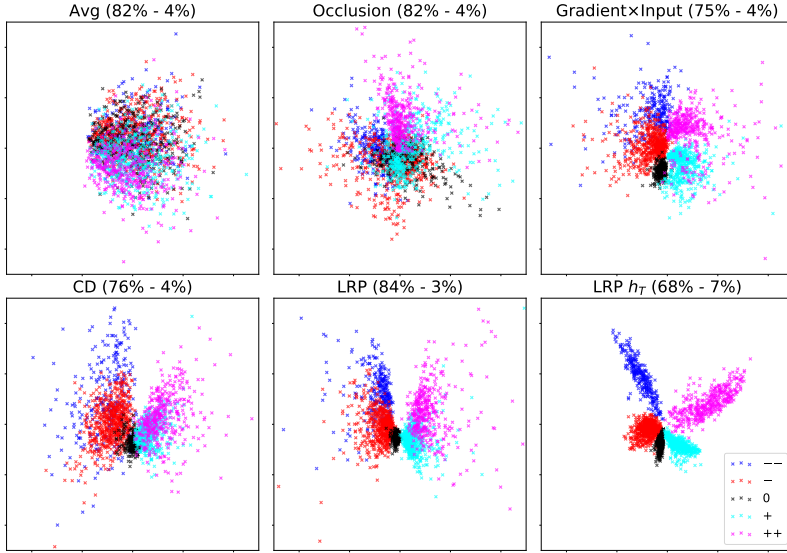 Avg (82% - 4%)
Occlusion (82% - 4%)
Gradient×Input (75% - 4%)
CD (76% - 4%)
LRP (84% - 3%)
LRP h_T (68% - 7%)
−−
−
0
+
++